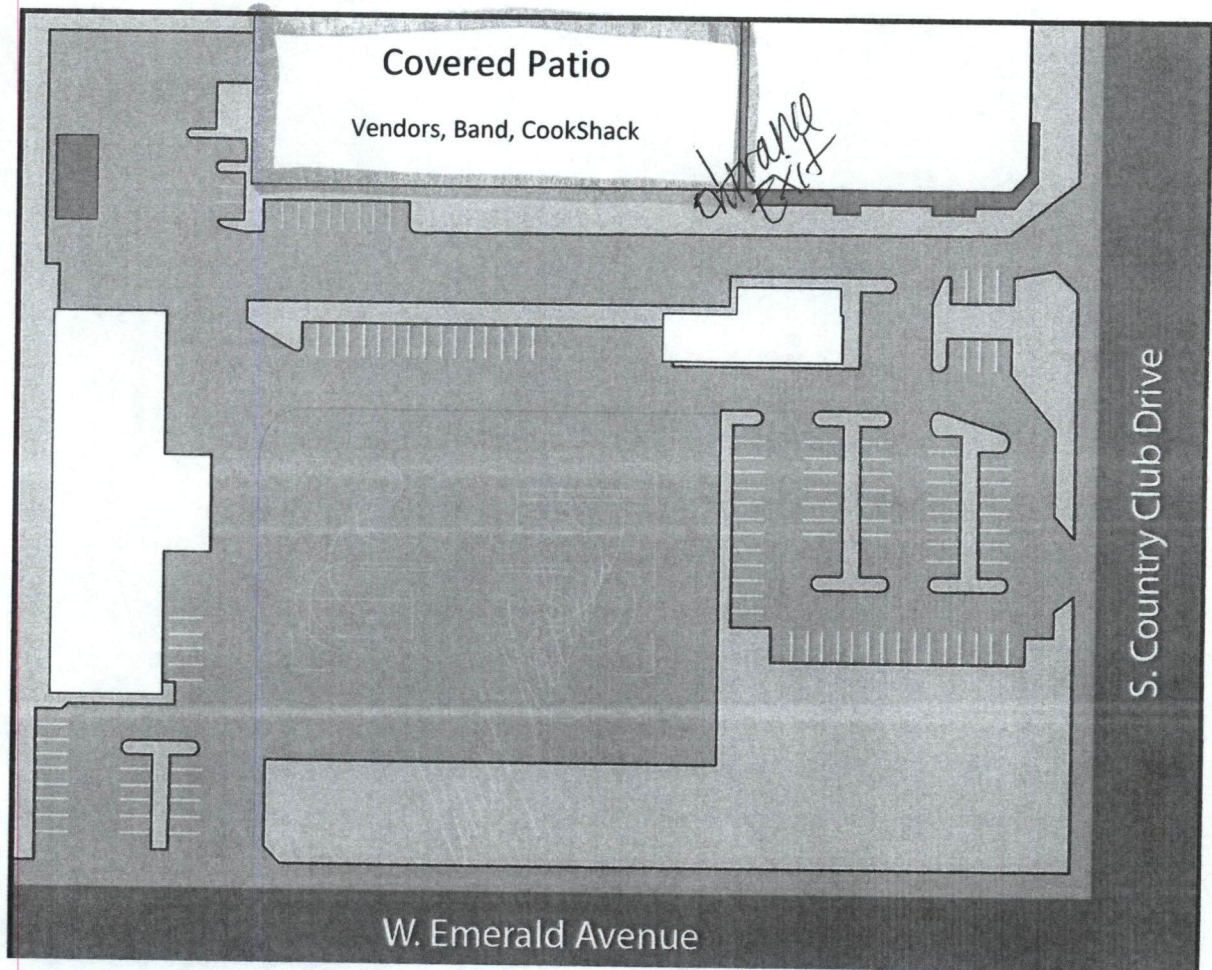 Covered Patio
Vendors, Band, CookShack
entrance
Exit
S. Country Club Drive
W. Emerald Avenue